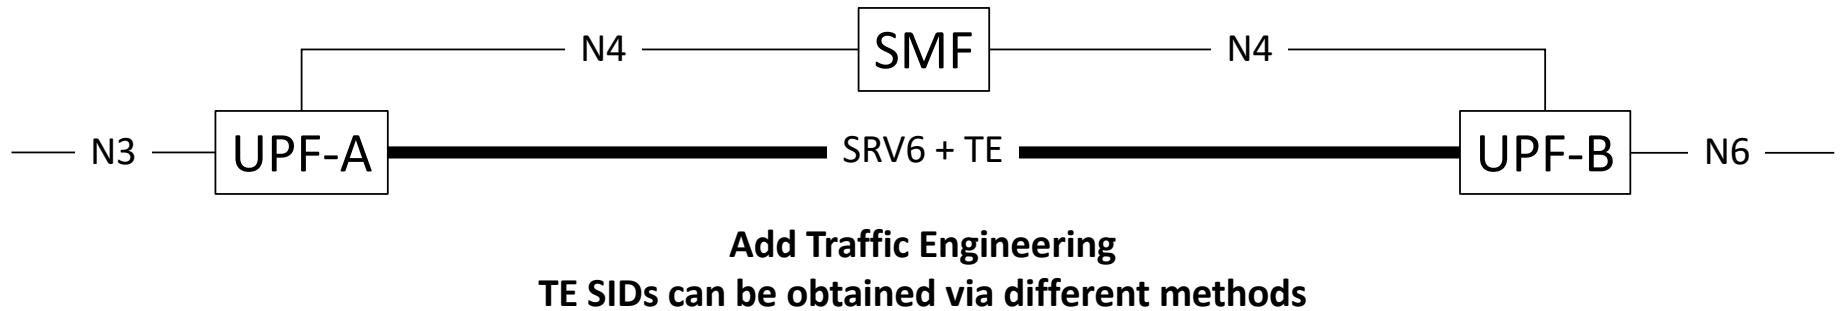 N4 SMF N4
N3 UPF-A SRV6 + TE UPF-B N6
Add Traffic Engineering
TE SIDs can be obtained via different methods